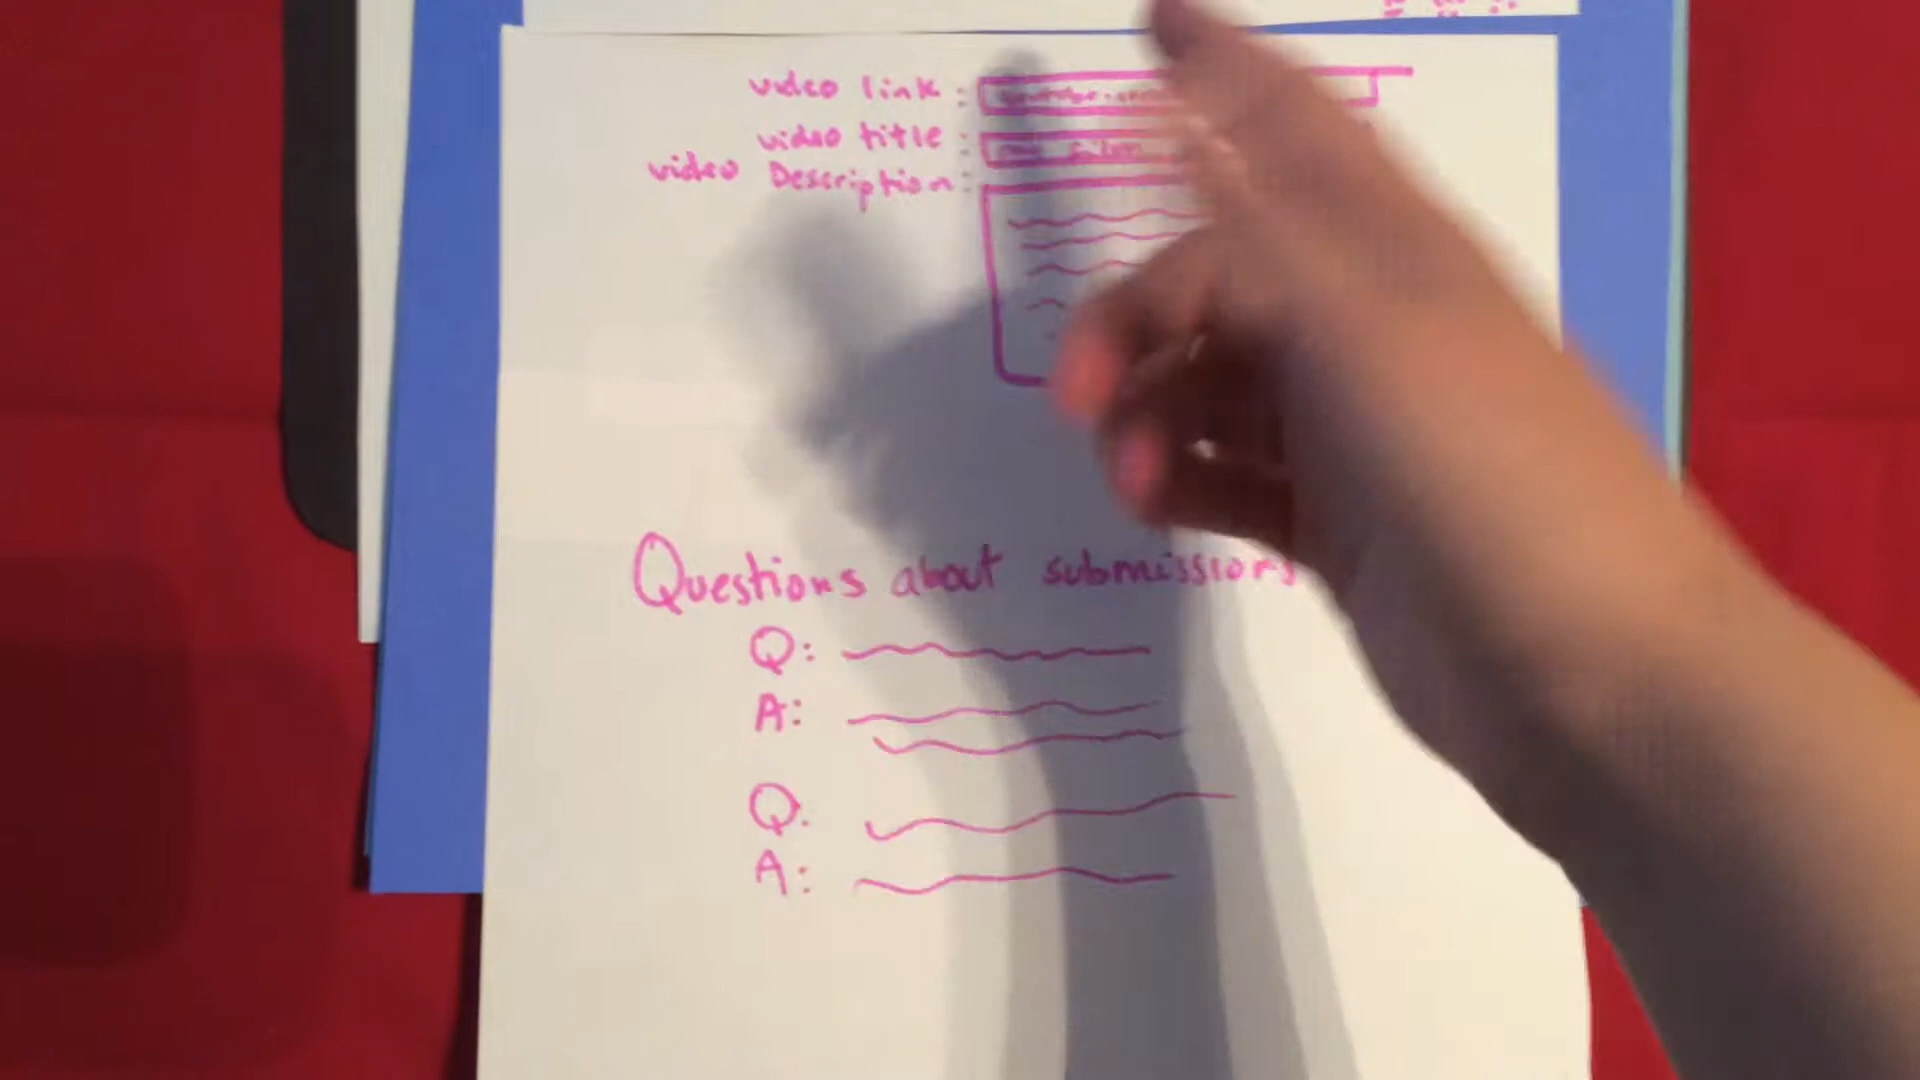 video link :
video title :
video Description :
Questions about submissions
Q:
A:
Q:
A: